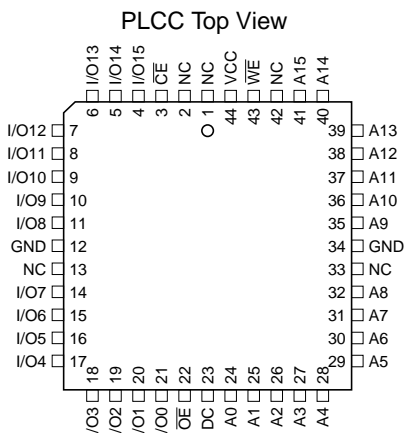 PLCC Top View
I/O13 I/O14 I/O15 C̅E̅ NC NC VCC W̅E̅ NC A15 A14
6 5 4 3 2 1 44 43 42 41 40
I/O12 7 39 A13
I/O11 8 38 A12
I/O10 9 37 A11
I/O9 10 36 A10
I/O8 11 35 A9
GND 12 34 GND
NC 13 33 NC
I/O7 14 32 A8
I/O6 15 31 A7
I/O5 16 30 A6
I/O4 17 29 A5
18 19 20 21 22 23 24 25 26 27 28
I/O3 I/O2 I/O1 I/O0 O̅E̅ DC A0 A1 A2 A3 A4